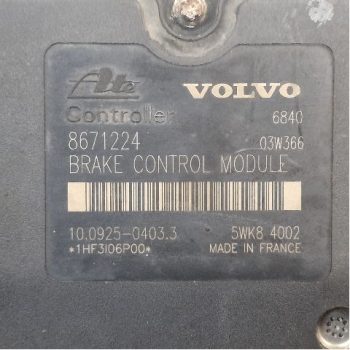 Ate VOLVO
Controller 6840
8671224 03W366
BRAKE CONTROL MODULE
10.0925-0403.3 5WK8 4002
*1HF3I06P00* MADE IN FRANCE